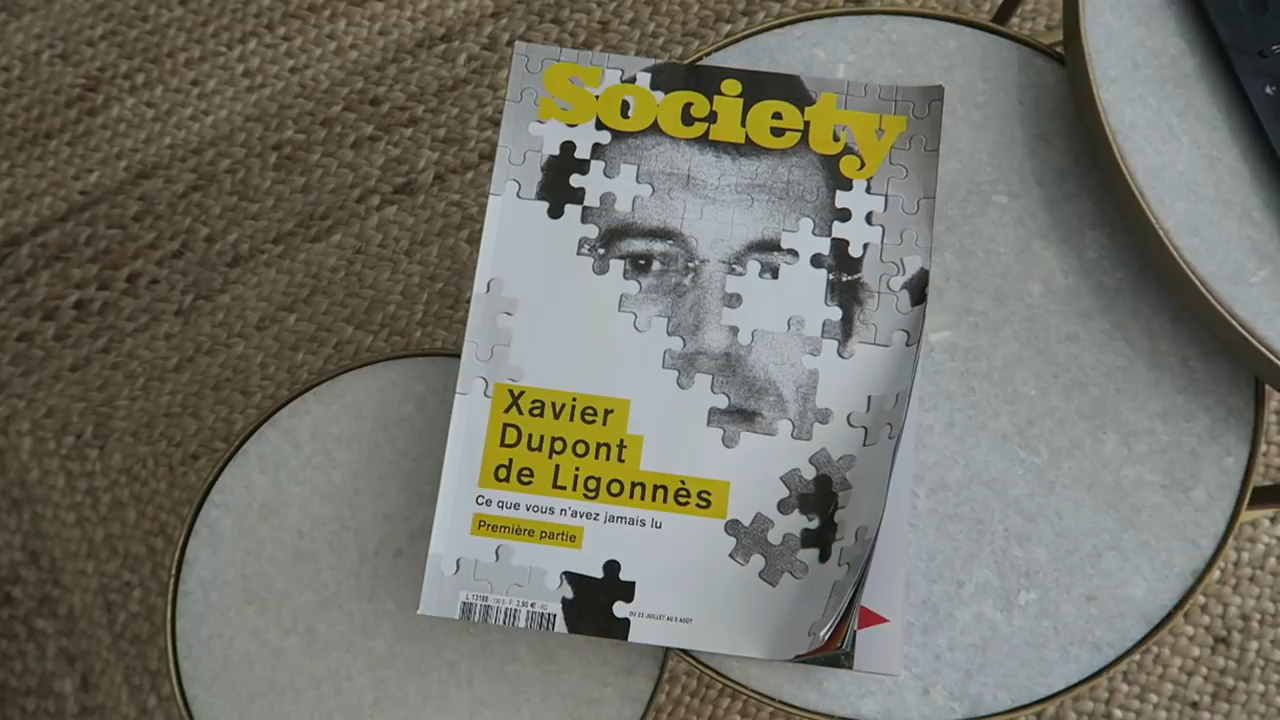 Society
Xavier
Dupont
de Ligonnès
Ce que vous n'avez jamais lu
Première partie
DU 23 JUILLET AU 5 AOÛT